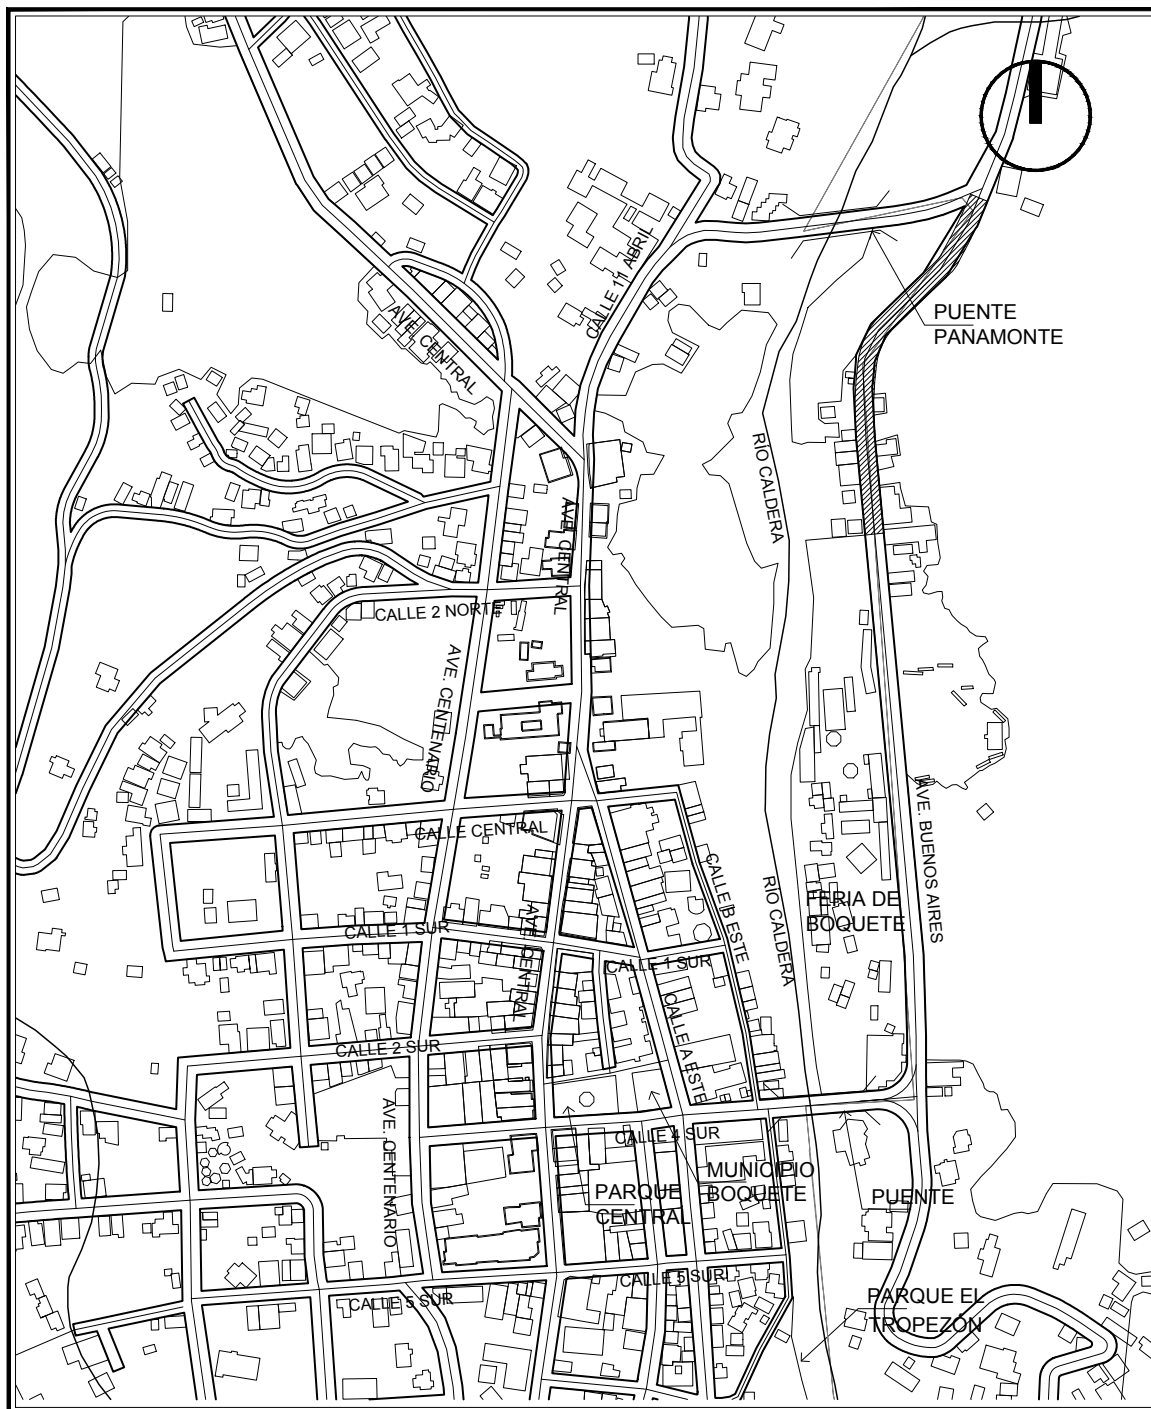 PUENTE
PANAMONTE
CALLE 11 ABRIL
AVE. CENTRAL
RÍO CALDERA
AVE. CENTRAL
CALLE 2 NORTE
AVE. CENTENARIO
AVE. BUENOS AIRES
CALLE CENTRAL
CALLE B ESTE
RÍO CALDERA
FERIA DE
BOQUETE
CALLE 1 SUR
AVE. CENTRAL
CALLE 1 SUR
CALLE A ESTE
CALLE 2 SUR
AVE. CENTENARIO
CALLE 4 SUR
MUNICIPIO
BOQUETE
PARQUE
CENTRAL
PUENTE
CALLE 5 SUR
CALLE 5 SUR
PARQUE EL
TROPEZÓN